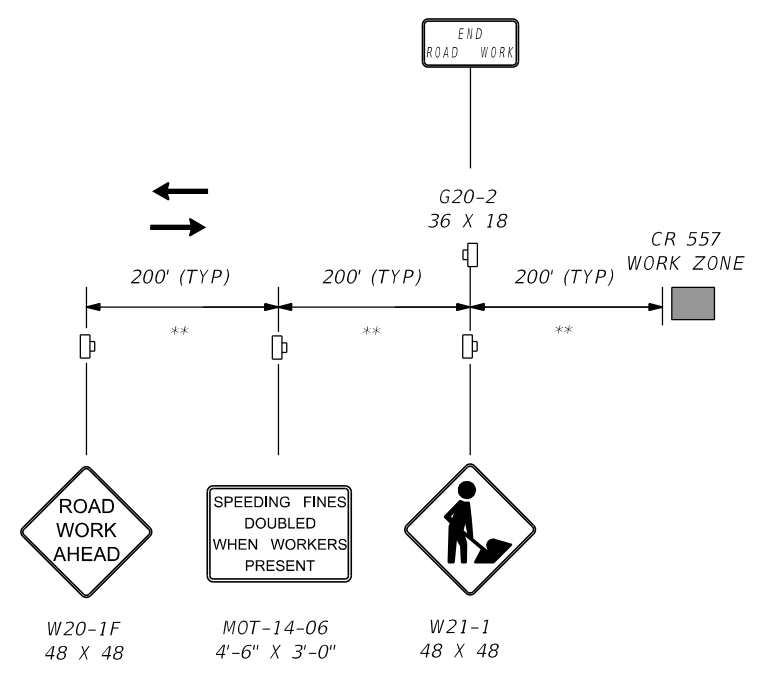 END
ROAD WORK
G20-2
36 X 18
CR 557
WORK ZONE
200' (TYP)
200' (TYP)
200' (TYP)
**
**
**
ROAD
WORK
AHEAD
SPEEDING FINES
DOUBLED
WHEN WORKERS
PRESENT
W20-1F
48 X 48
MOT-14-06
4'-6" X 3'-0"
W21-1
48 X 48